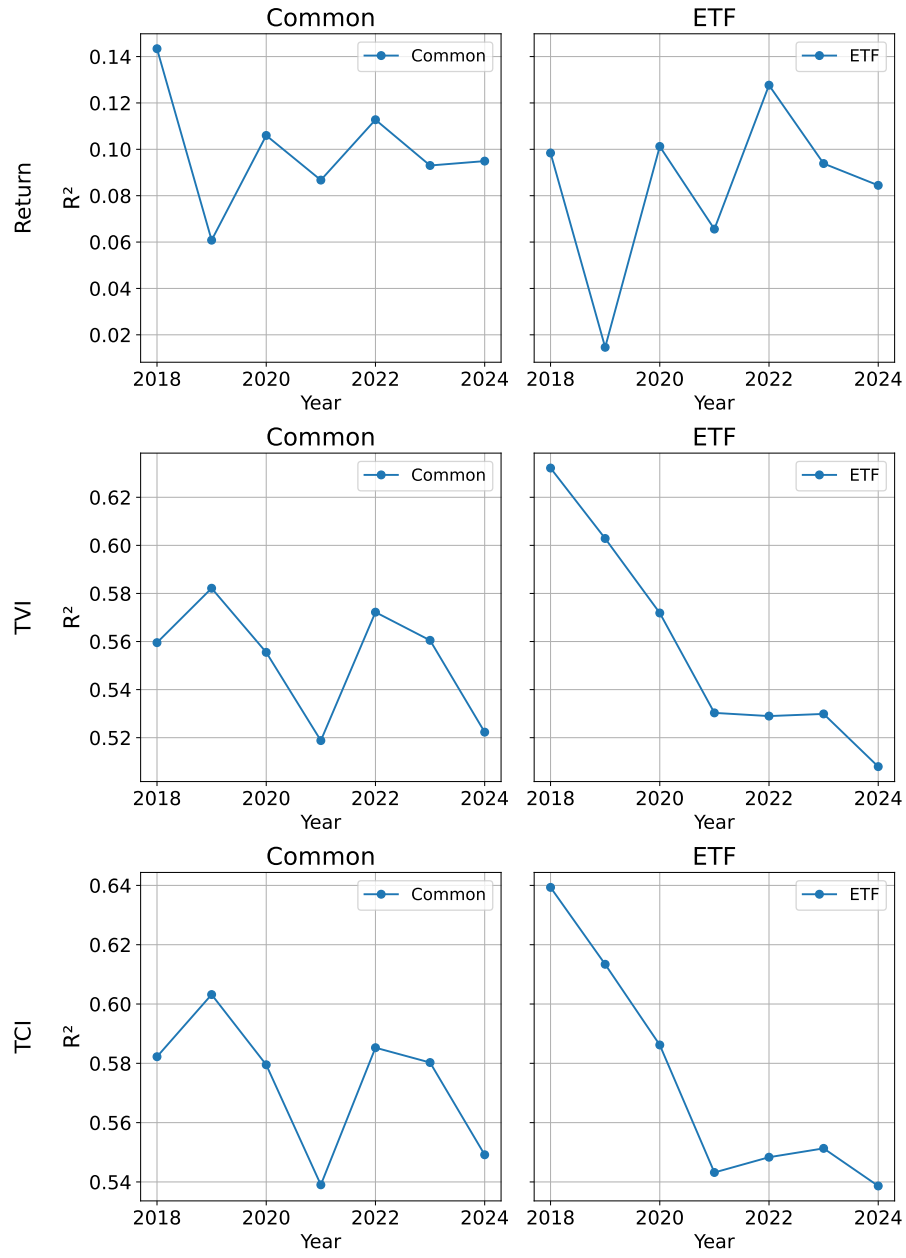 Common ETF
Return
R²
0.14
0.12
0.10
0.08
0.06
0.04
0.02
Common
ETF
2018 2020 2022 2024 2018 2020 2022 2024
Year Year
Common ETF
TVI
R²
0.62
0.60
0.58
0.56
0.54
0.52
Common
ETF
2018 2020 2022 2024 2018 2020 2022 2024
Year Year
Common ETF
TCI
R²
0.64
0.62
0.60
0.58
0.56
0.54
Common
ETF
2018 2020 2022 2024 2018 2020 2022 2024
Year Year